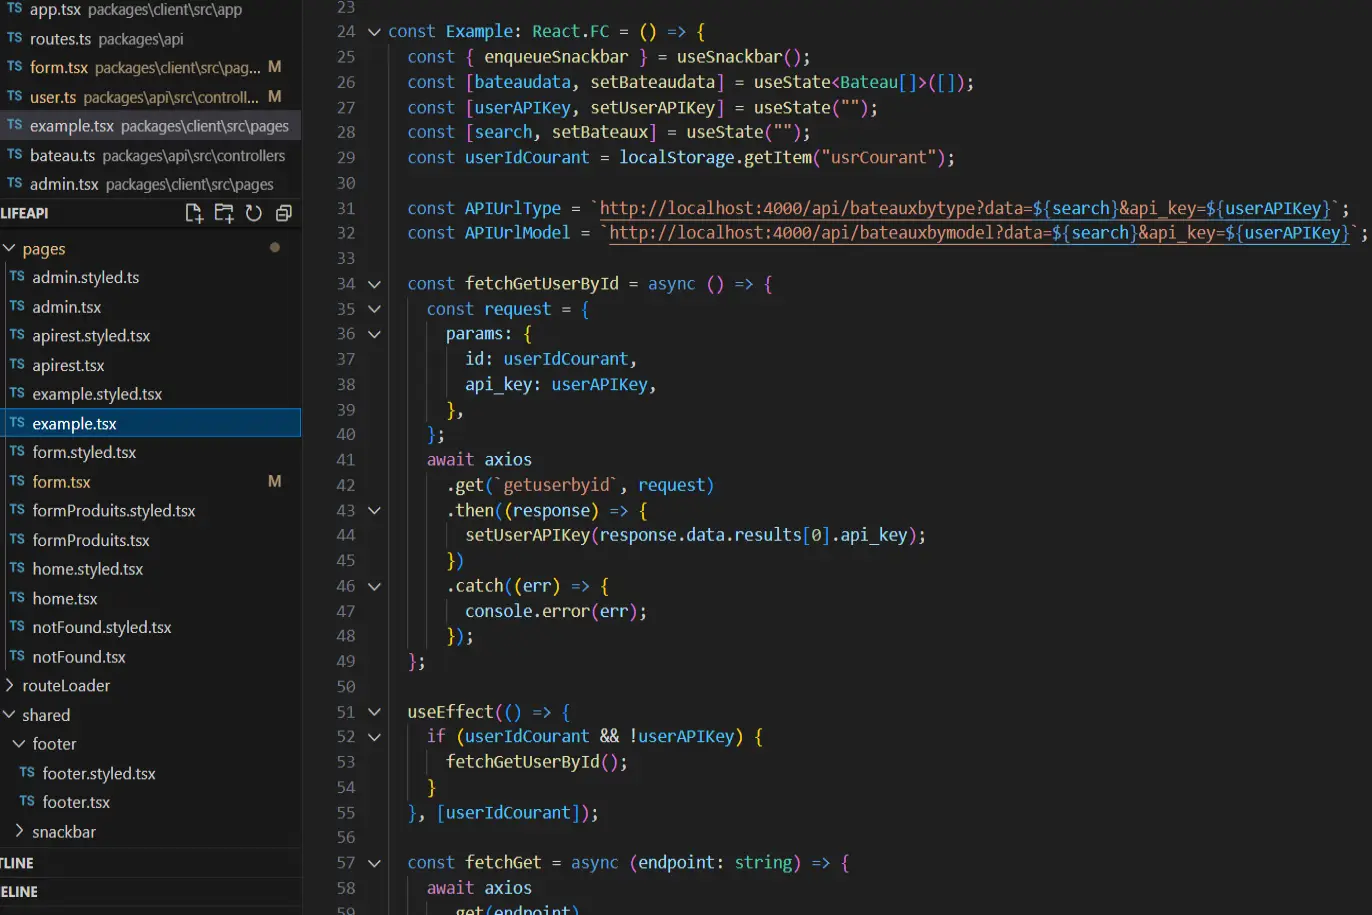 TS app.tsx packages\client\src\app
TS routes.ts packages\api
TS form.tsx packages\client\src\pag... M
TS user.ts packages\api\src\controll... M
TS example.tsx packages\client\src\pages
TS bateau.ts packages\api\src\controllers
TS admin.tsx packages\client\src\pages
LIFEAPI
pages
TS admin.styled.ts
TS admin.tsx
TS apirest.styled.tsx
TS apirest.tsx
TS example.styled.tsx
TS example.tsx
TS form.styled.tsx
TS form.tsx M
TS formProduits.styled.tsx
TS formProduits.tsx
TS home.styled.tsx
TS home.tsx
TS notFound.styled.tsx
TS notFound.tsx
routeLoader
shared
footer
TS footer.styled.tsx
TS footer.tsx
snackbar
TLINE
ELINE
23
24 const Example: React.FC = () => {
25 const { enqueueSnackbar } = useSnackbar();
26 const [bateaudata, setBateaudata] = useState<Bateau[]>([]);
27 const [userAPIKey, setUserAPIKey] = useState("");
28 const [search, setBateaux] = useState("");
29 const userIdCourant = localStorage.getItem("usrCourant");
30
31 const APIUrlType = `http://localhost:4000/api/bateauxbytype?data=${search}&api_key=${userAPIKey}`;
32 const APIUrlModel = `http://localhost:4000/api/bateauxbymodel?data=${search}&api_key=${userAPIKey}`;
33
34 const fetchGetUserById = async () => {
35 const request = {
36 params: {
37 id: userIdCourant,
38 api_key: userAPIKey,
39 },
40 };
41 await axios
42 .get(`getuserbyid`, request)
43 .then((response) => {
44 setUserAPIKey(response.data.results[0].api_key);
45 })
46 .catch((err) => {
47 console.error(err);
48 });
49 };
50
51 useEffect(() => {
52 if (userIdCourant && !userAPIKey) {
53 fetchGetUserById();
54 }
55 }, [userIdCourant]);
56
57 const fetchGet = async (endpoint: string) => {
58 await axios
59 .get(endpoint)